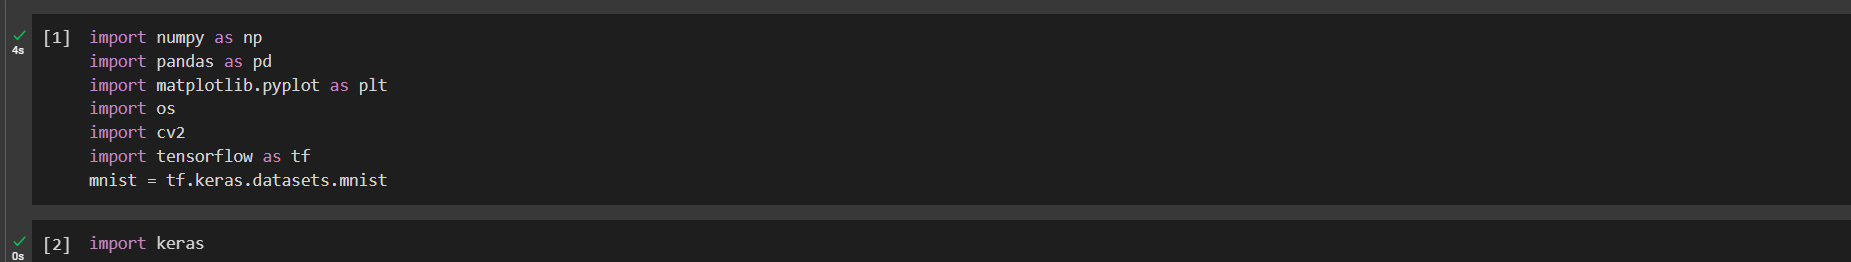 [1] import numpy as np
import pandas as pd
import matplotlib.pyplot as plt
import os
import cv2
import tensorflow as tf
mnist = tf.keras.datasets.mnist
4s
[2] import keras
0s